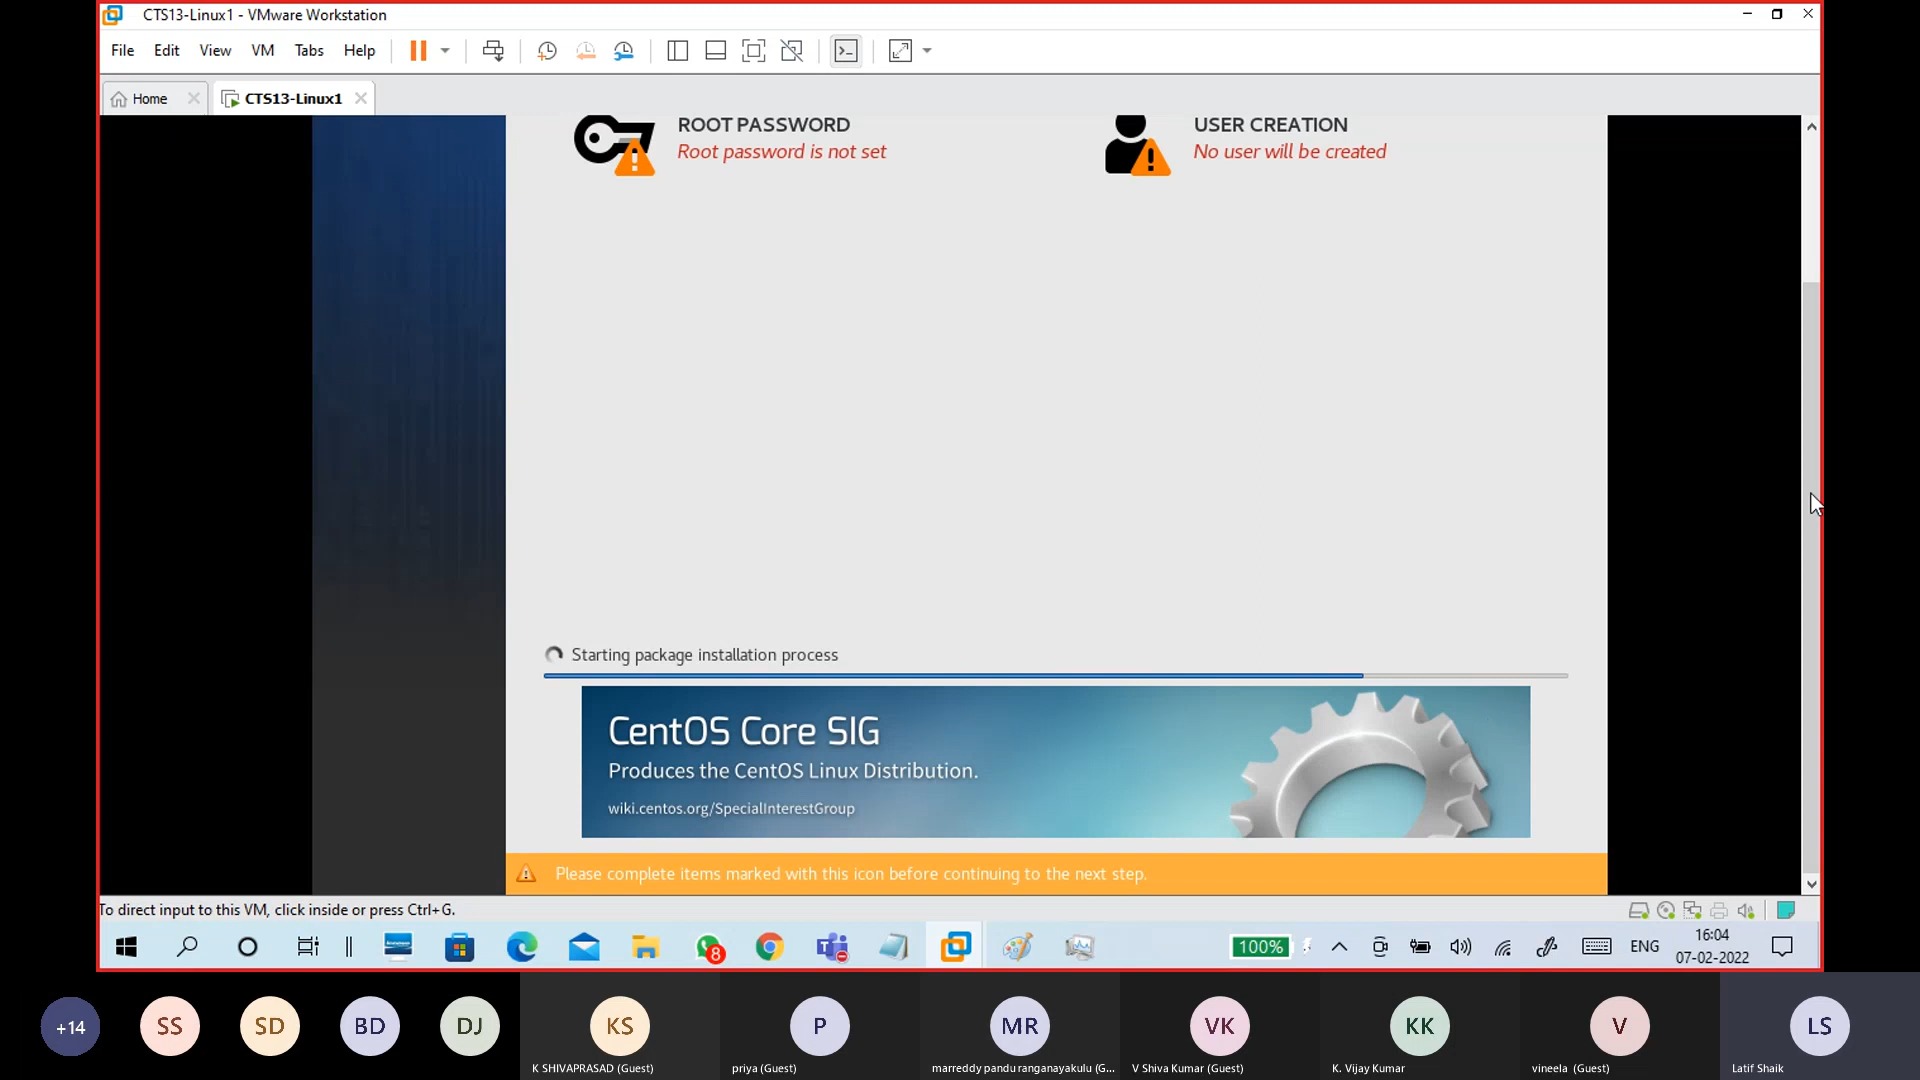 CTS13-Linux1 - VMware Workstation
File Edit View VM Tabs Help
Home CTS13-Linux1
ROOT PASSWORD
Root password is not set
USER CREATION
No user will be created
Starting package installation process
CentOS Core SIG
Produces the CentOS Linux Distribution.
wiki.centos.org/SpecialInterestGroup
Please complete items marked with this icon before continuing to the next step.
To direct input to this VM, click inside or press Ctrl+G.
8
100%
ENG
16:04
07-02-2022
+14 SS SD BD DJ KS P MR VK KK V LS
K SHIVAPRASAD (Guest) priya (Guest) marreddy pandu ranganayakulu (G... V Shiva Kumar (Guest) K. Vijay Kumar vineela (Guest) Latif Shaik